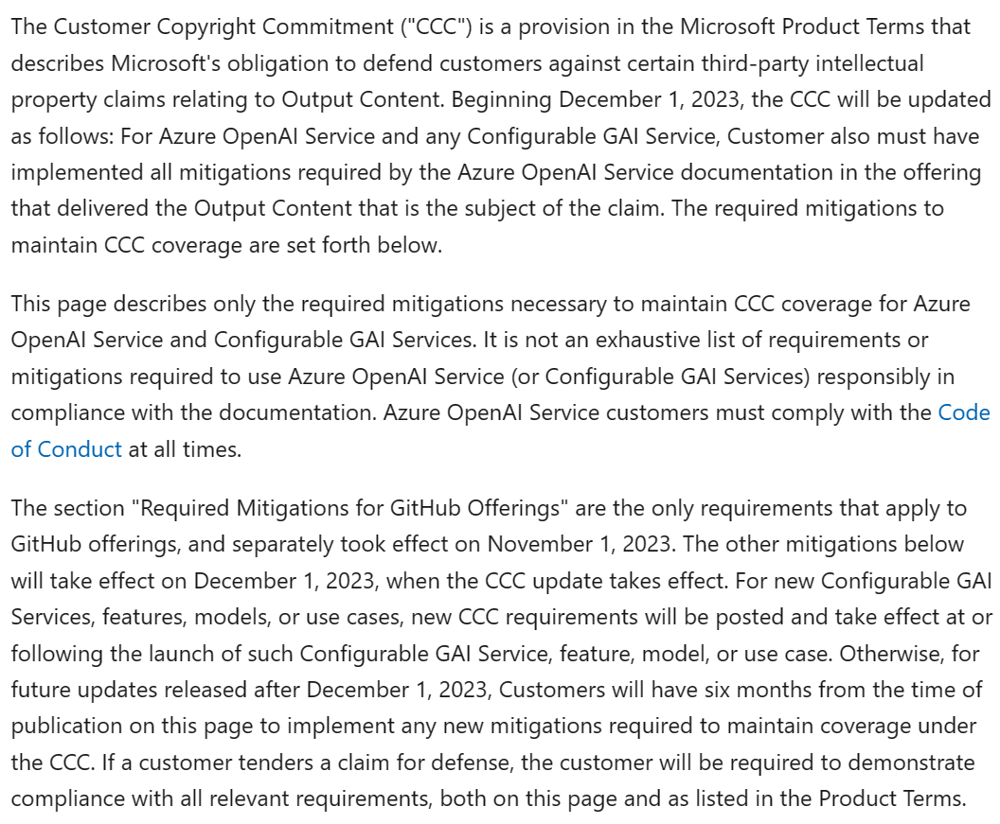 The Customer Copyright Commitment ("CCC") is a provision in the Microsoft Product Terms that
describes Microsoft's obligation to defend customers against certain third-party intellectual
property claims relating to Output Content. Beginning December 1, 2023, the CCC will be updated
as follows: For Azure OpenAI Service and any Configurable GAI Service, Customer also must have
implemented all mitigations required by the Azure OpenAI Service documentation in the offering
that delivered the Output Content that is the subject of the claim. The required mitigations to
maintain CCC coverage are set forth below.
This page describes only the required mitigations necessary to maintain CCC coverage for Azure
OpenAI Service and Configurable GAI Services. It is not an exhaustive list of requirements or
mitigations required to use Azure OpenAI Service (or Configurable GAI Services) responsibly in
compliance with the documentation. Azure OpenAI Service customers must comply with the Code
of Conduct at all times.
The section "Required Mitigations for GitHub Offerings" are the only requirements that apply to
GitHub offerings, and separately took effect on November 1, 2023. The other mitigations below
will take effect on December 1, 2023, when the CCC update takes effect. For new Configurable GAI
Services, features, models, or use cases, new CCC requirements will be posted and take effect at or
following the launch of such Configurable GAI Service, feature, model, or use case. Otherwise, for
future updates released after December 1, 2023, Customers will have six months from the time of
publication on this page to implement any new mitigations required to maintain coverage under
the CCC. If a customer tenders a claim for defense, the customer will be required to demonstrate
compliance with all relevant requirements, both on this page and as listed in the Product Terms.